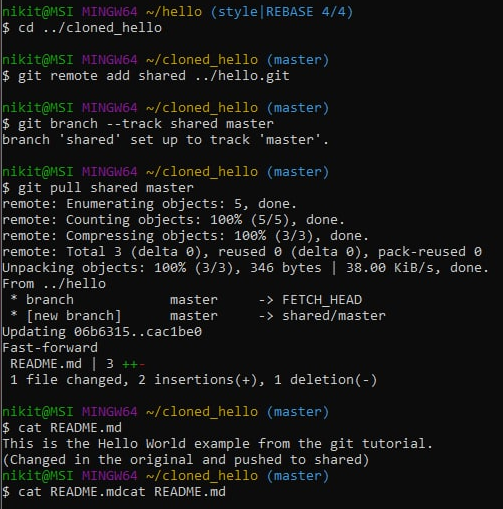 nikit@MSI MINGW64 ~/hello (style|REBASE 4/4)
$ cd ../cloned_hello
nikit@MSI MINGW64 ~/cloned_hello (master)
$ git remote add shared ../hello.git
nikit@MSI MINGW64 ~/cloned_hello (master)
$ git branch --track shared master
branch 'shared' set up to track 'master'.
nikit@MSI MINGW64 ~/cloned_hello (master)
$ git pull shared master
remote: Enumerating objects: 5, done.
remote: Counting objects: 100% (5/5), done.
remote: Compressing objects: 100% (3/3), done.
remote: Total 3 (delta 0), reused 0 (delta 0), pack-reused 0
Unpacking objects: 100% (3/3), 346 bytes | 38.00 KiB/s, done.
From ../hello
* branch master -> FETCH_HEAD
* [new branch] master -> shared/master
Updating 06b6315..cac1be0
Fast-forward
README.md | 3 ++-
1 file changed, 2 insertions(+), 1 deletion(-)
nikit@MSI MINGW64 ~/cloned_hello (master)
$ cat README.md
This is the Hello World example from the git tutorial.
(Changed in the original and pushed to shared)
nikit@MSI MINGW64 ~/cloned_hello (master)
$ cat README.mdcat README.md